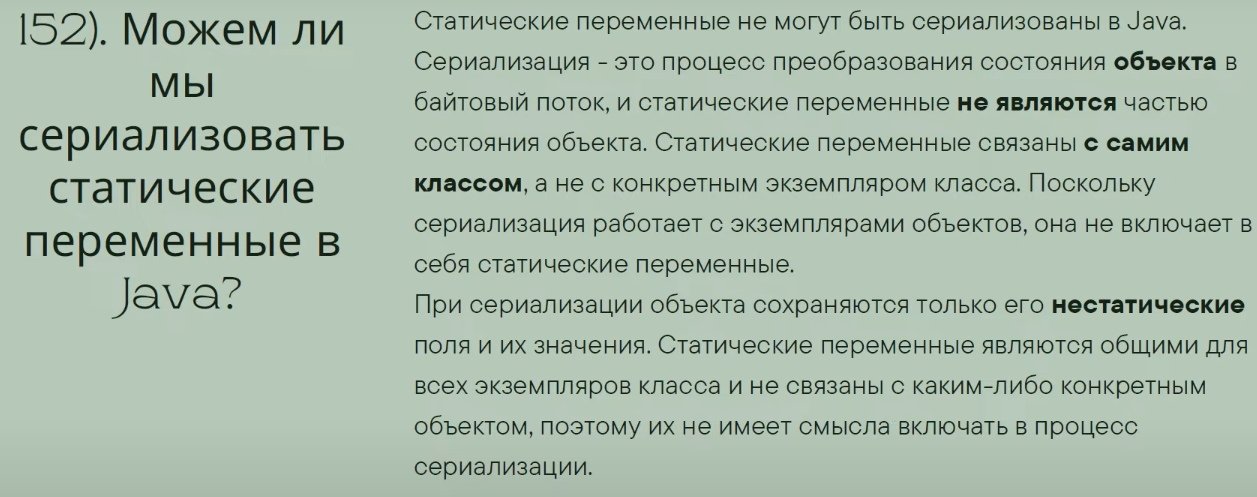 152). Можем ли
мы
сериализовать
статические
переменные в
Java?
Статические переменные не могут быть сериализованы в Java.
Сериализация - это процесс преобразования состояния объекта в
байтовый поток, и статические переменные не являются частью
состояния объекта. Статические переменные связаны с самим
классом, а не с конкретным экземпляром класса. Поскольку
сериализация работает с экземплярами объектов, она не включает в
себя статические переменные.
При сериализации объекта сохраняются только его нестатические
поля и их значения. Статические переменные являются общими для
всех экземпляров класса и не связаны с каким-либо конкретным
объектом, поэтому их не имеет смысла включать в процесс
сериализации.